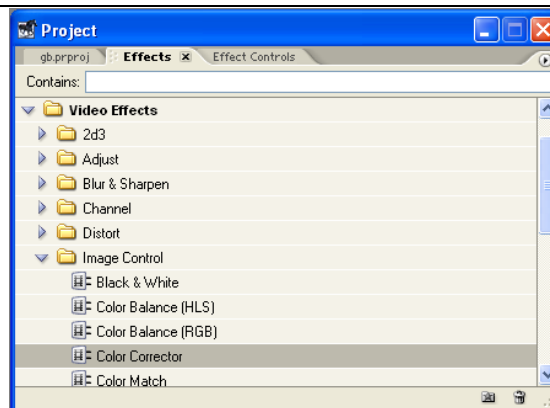 Project
gb.prproj Effects Effect Controls
Contains:
Video Effects
2d3
Adjust
Blur & Sharpen
Channel
Distort
Image Control
Black & White
Color Balance (HLS)
Color Balance (RGB)
Color Corrector
Color Match